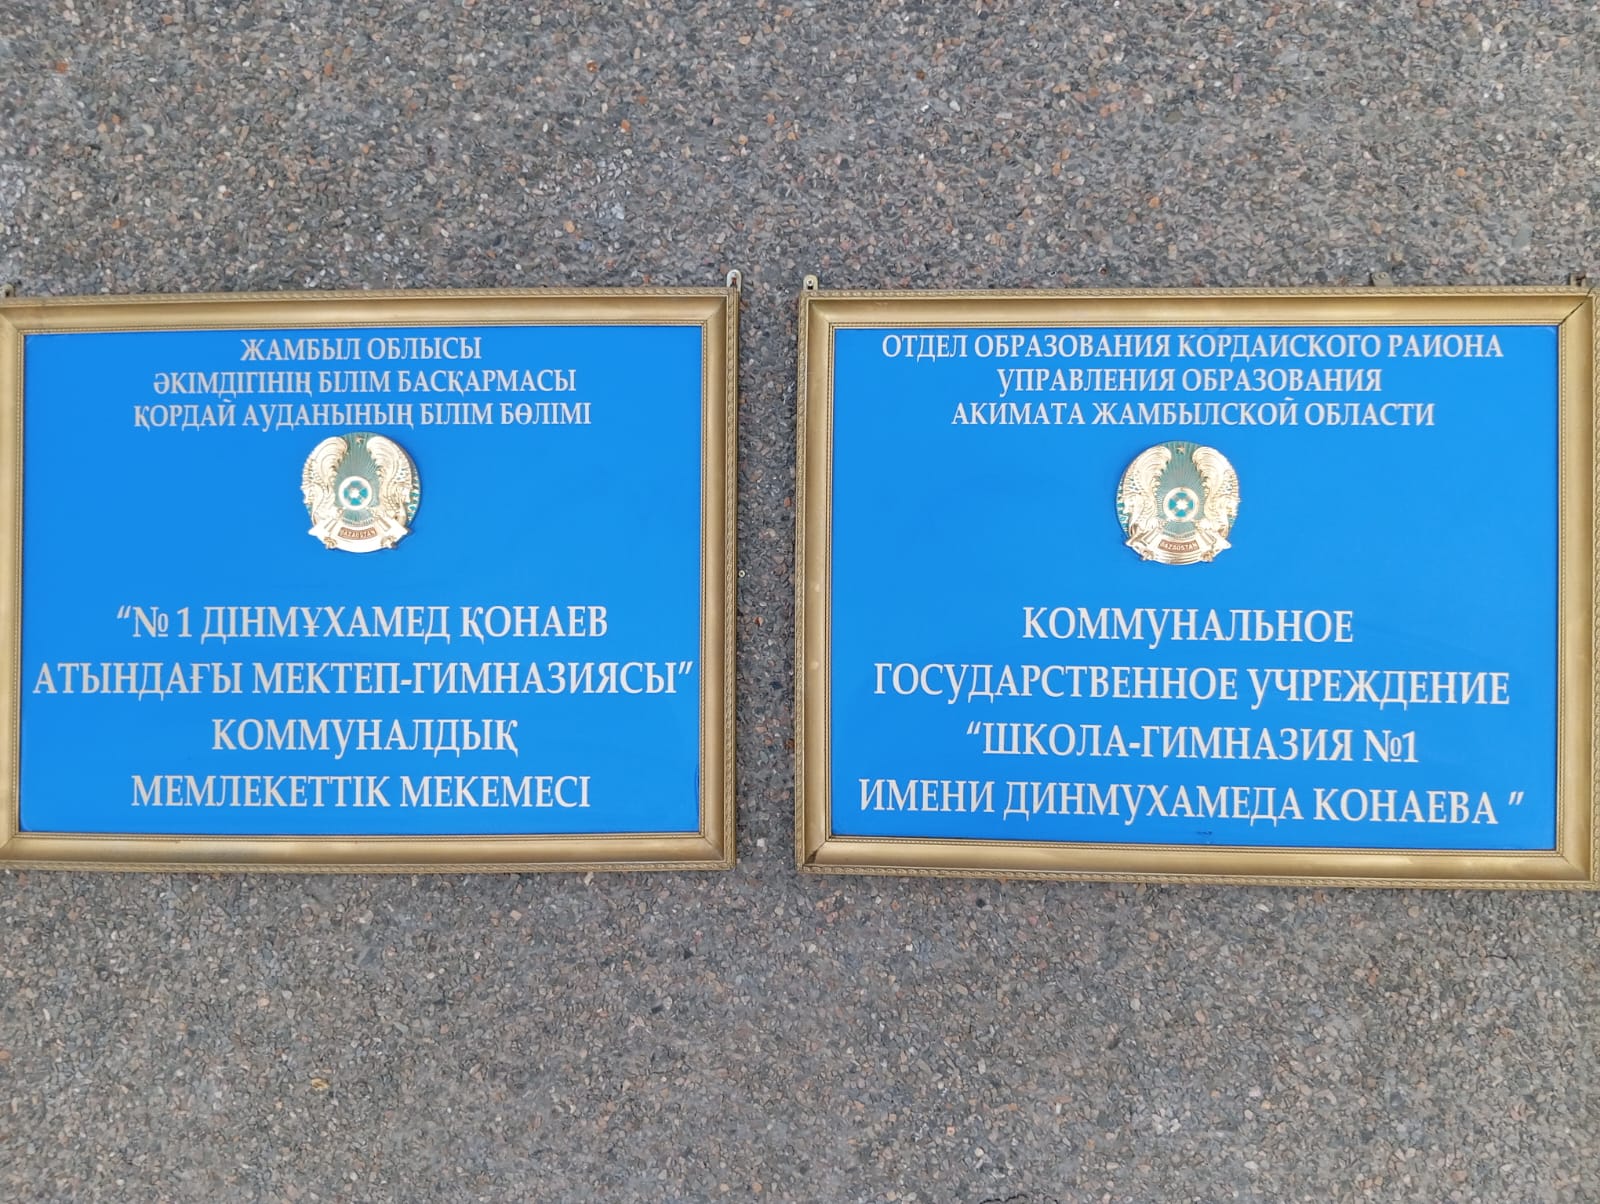 ЖАМБЫЛ ОБЛЫСЫ
ӘКІМДІГІНІҢ БІЛІМ БАСҚАРМАСЫ
ҚОРДАЙ АУДАНЫНЫҢ БІЛІМ БӨЛІМІ
QAZAQSTAN
“№ 1 ДІНМҰХАМЕД ҚОНАЕВ
АТЫНДАҒЫ МЕКТЕП-ГИМНАЗИЯСЫ”
КОММУНАЛДЫҚ
МЕМЛЕКЕТТІК МЕКЕМЕСІ
ОТДЕЛ ОБРАЗОВАНИЯ КОРДАЙСКОГО РАЙОНА
УПРАВЛЕНИЯ ОБРАЗОВАНИЯ
АКИМАТА ЖАМБЫЛСКОЙ ОБЛАСТИ
QAZAQSTAN
КОММУНАЛЬНОЕ
ГОСУДАРСТВЕННОЕ УЧРЕЖДЕНИЕ
“ШКОЛА-ГИМНАЗИЯ №1
ИМЕНИ ДИНМУХАМЕДА КОНАЕВА ”